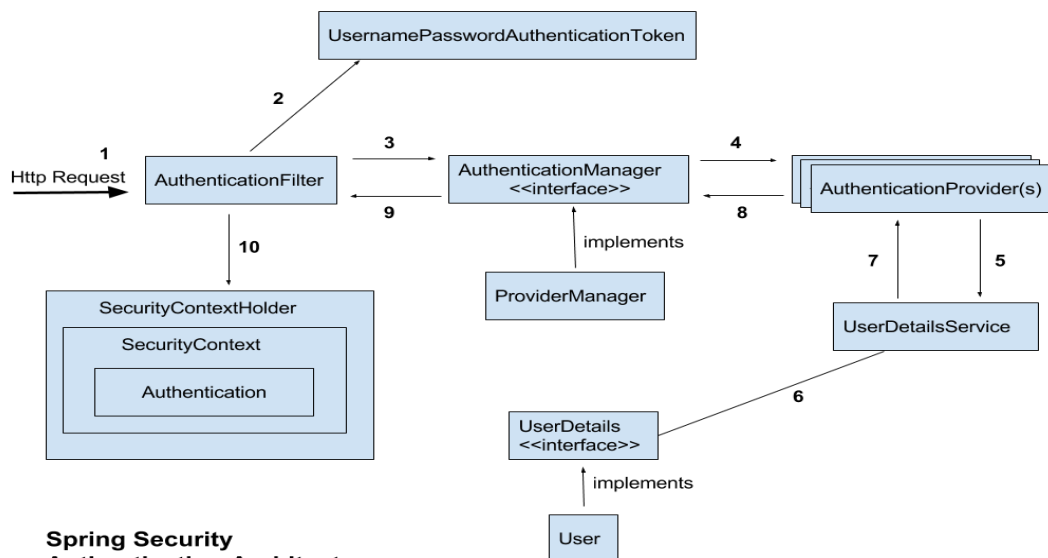 UsernamePasswordAuthenticationToken
2
1
3
4
Http Request
AuthenticationFilter
AuthenticationManager
<<interface>>
AuthenticationProvider(s)
9
8
10
implements
7
5
ProviderManager
SecurityContextHolder
SecurityContext
Authentication
UserDetailsService
6
UserDetails
<<interface>>
implements
User
Spring Security
Authentication